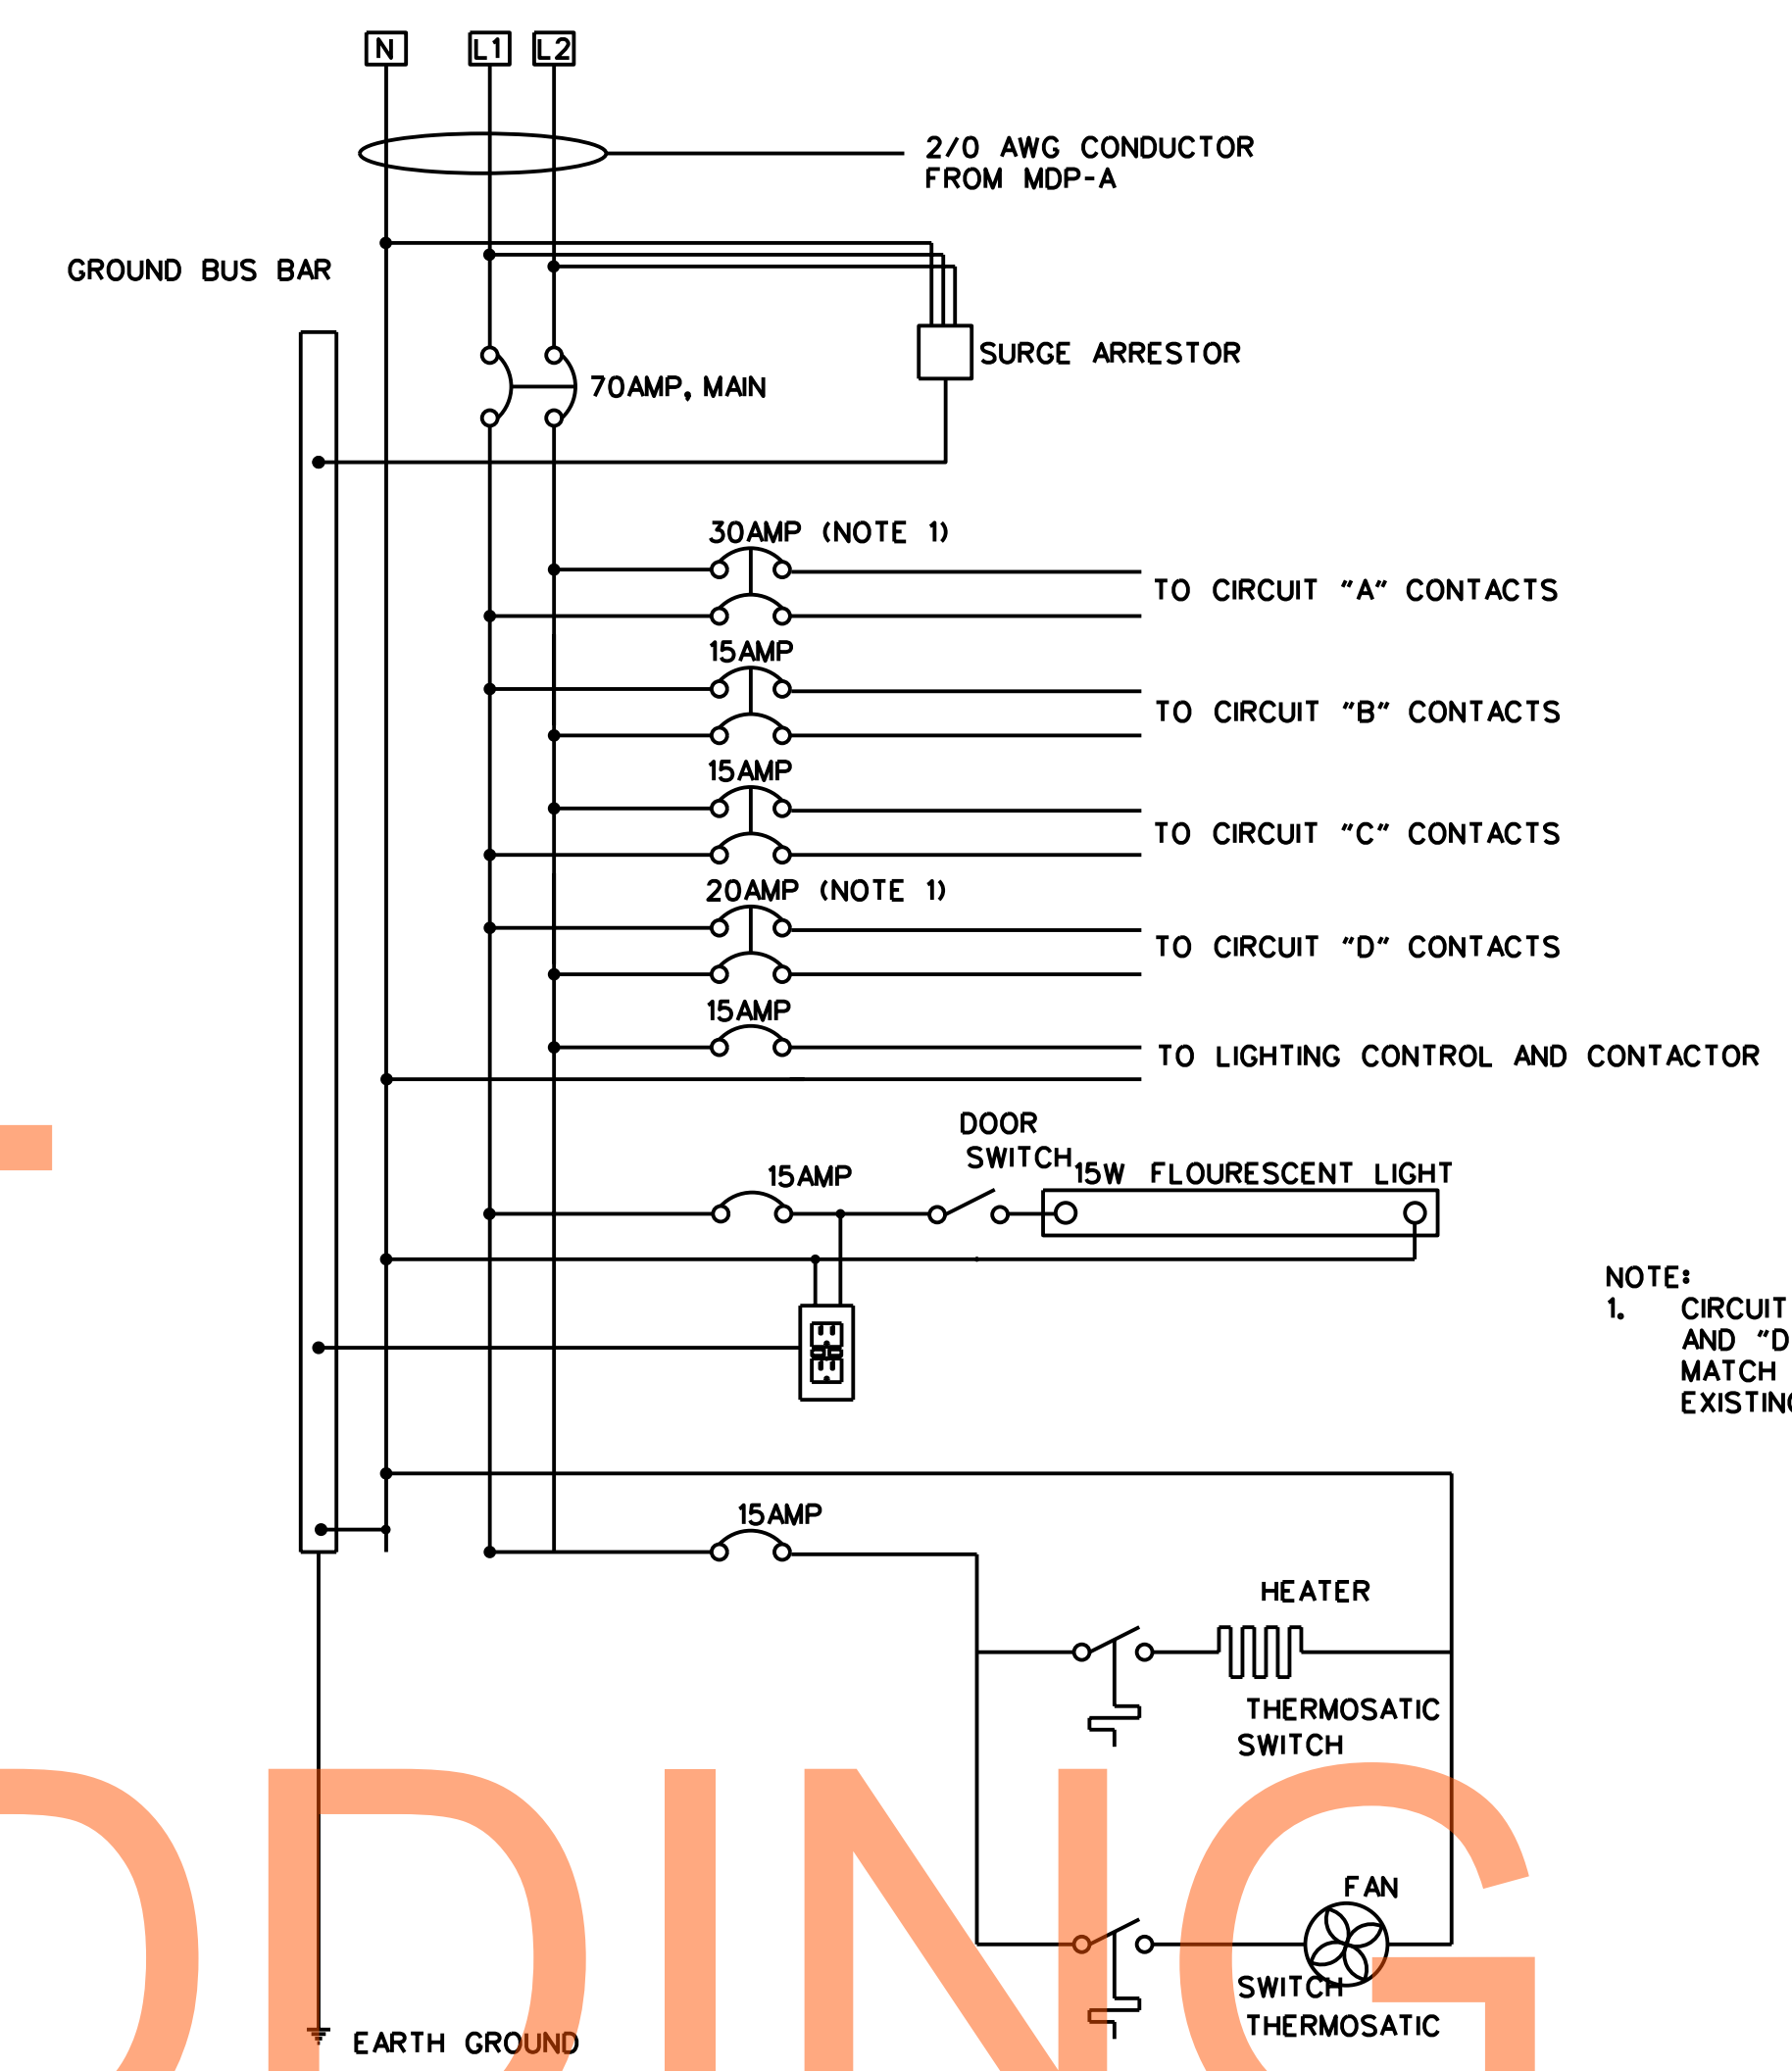 N L1 L2
2/0 AWG CONDUCTOR
FROM MDP-A
GROUND BUS BAR
SURGE ARRESTOR
70AMP, MAIN
30AMP (NOTE 1)
TO CIRCUIT "A" CONTACTS
15AMP
TO CIRCUIT "B" CONTACTS
15AMP
TO CIRCUIT "C" CONTACTS
20AMP (NOTE 1)
TO CIRCUIT "D" CONTACTS
15AMP
TO LIGHTING CONTROL AND CONTACTOR
DOOR
SWITCH
15W FLOURESCENT LIGHT
15AMP
NOTE:
1. CIRCUIT
AND "D
MATCH
EXISTING
15AMP
HEATER
THERMOSATIC
SWITCH
FAN
SWITCH
THERMOSATIC
EARTH GROUND
DING